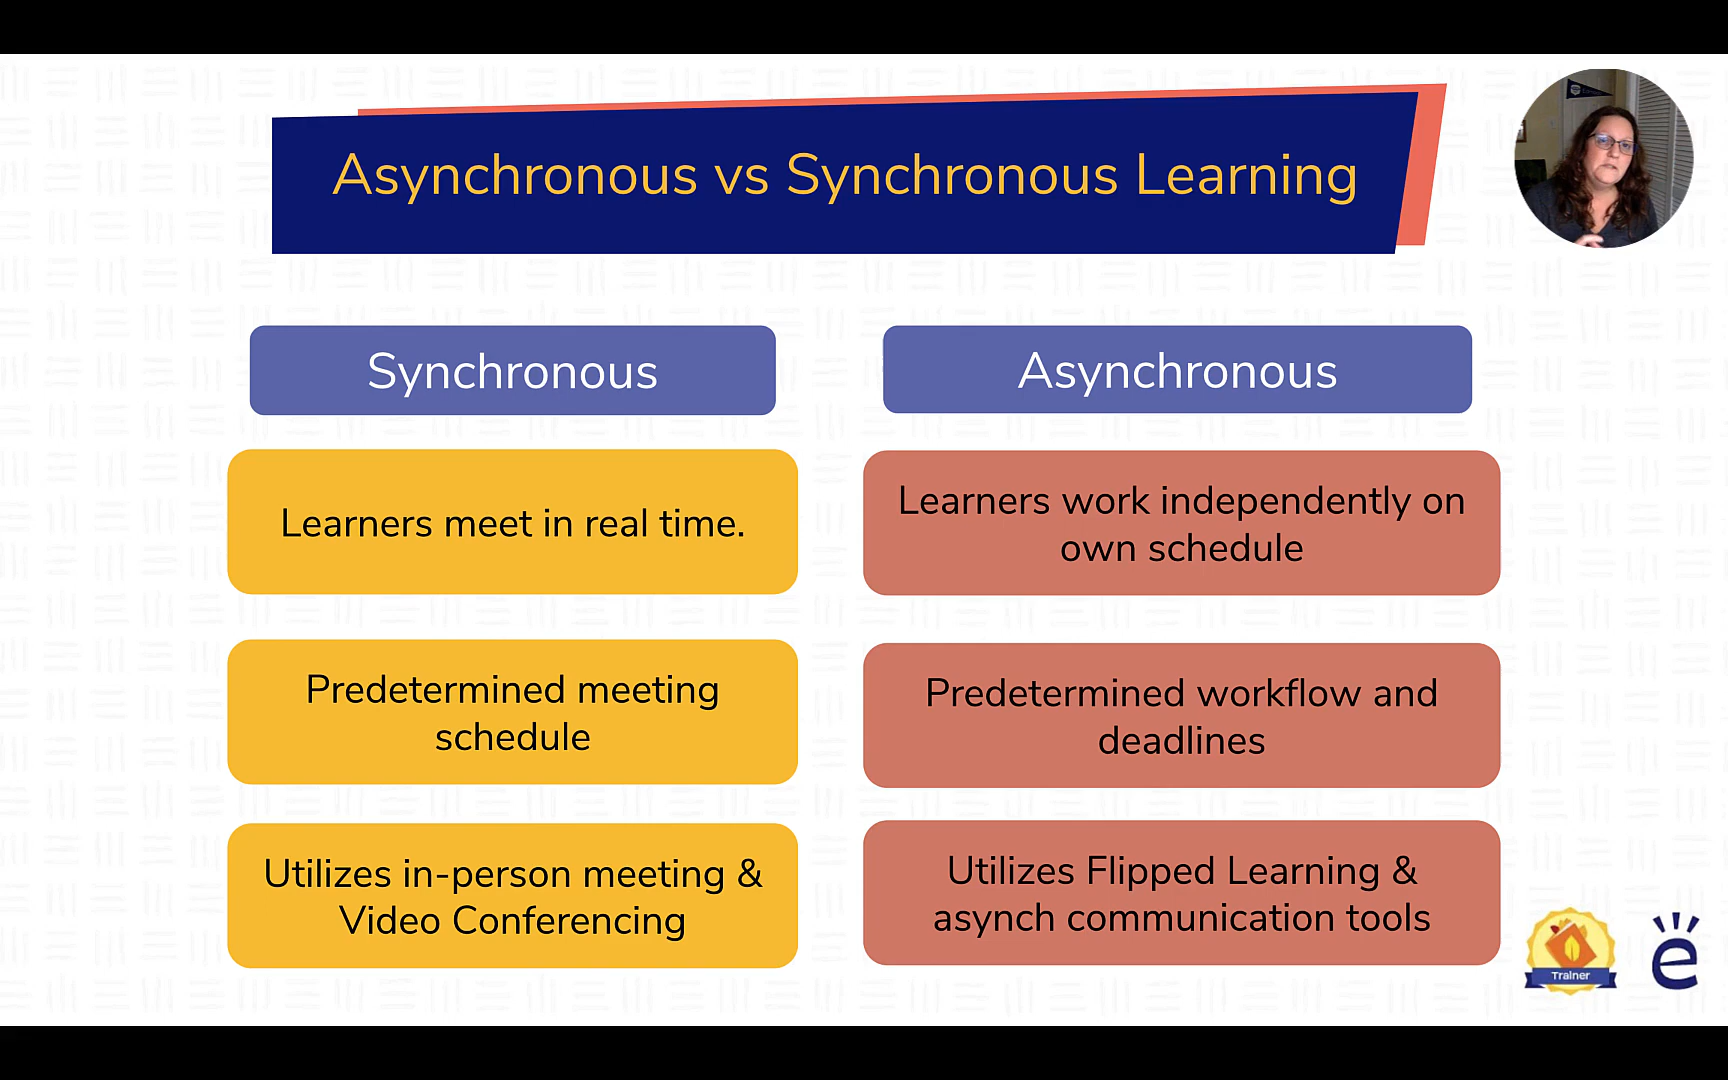 Asynchronous vs Synchronous Learning
Synchronous
Asynchronous
Learners meet in real time.
Learners work independently on
own schedule
Predetermined meeting
schedule
Predetermined workflow and
deadlines
Utilizes in-person meeting &
Video Conferencing
Utilizes Flipped Learning &
asynch communication tools
Trainer
ë